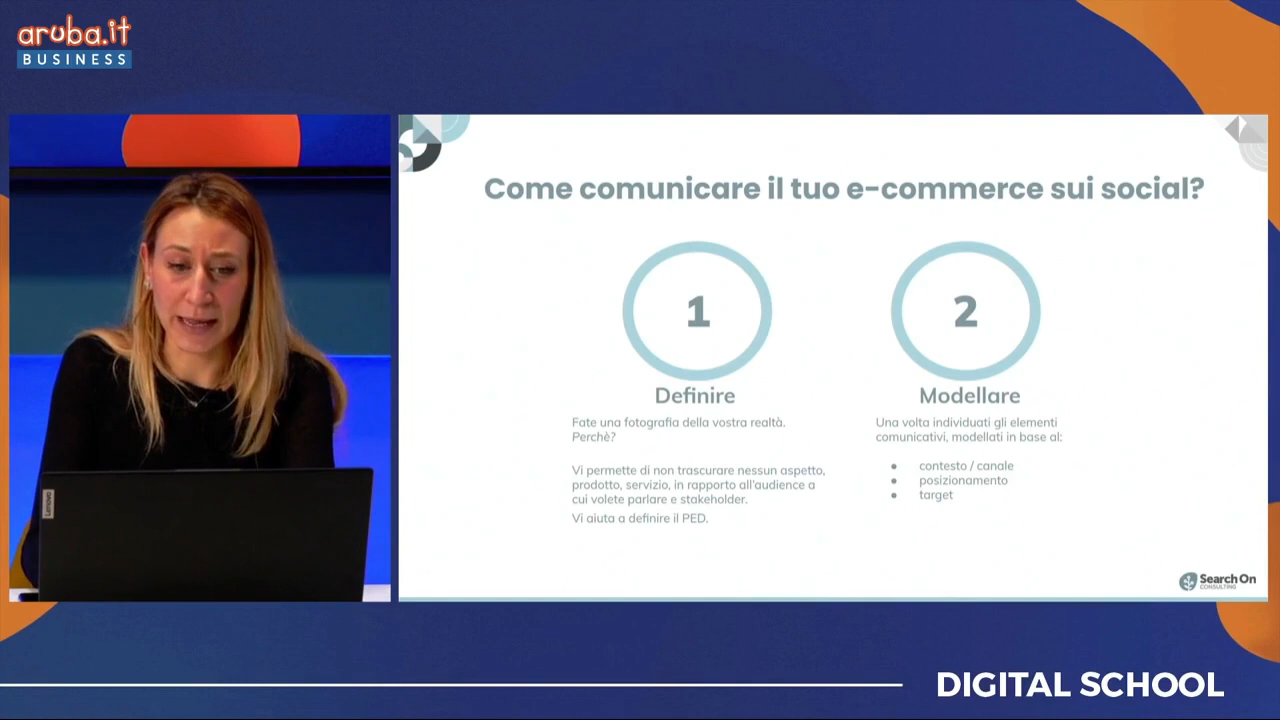 aruba.it
BUSINESS
Come comunicare il tuo e-commerce sui social?
1
Definire
Fate una fotografia della vostra realtà.
Perchè?
Vi permette di non trascurare nessun aspetto,
prodotto, servizio, in rapporto all'audience a
cui volete parlare e stakeholder.
Vi aiuta a definire il PED.
2
Modellare
Una volta individuati gli elementi
comunicativi, modellati in base al:
● contesto / canale
● posizionamento
● target
Lenovo
Search On
CONSULTING
DIGITAL SCHOOL